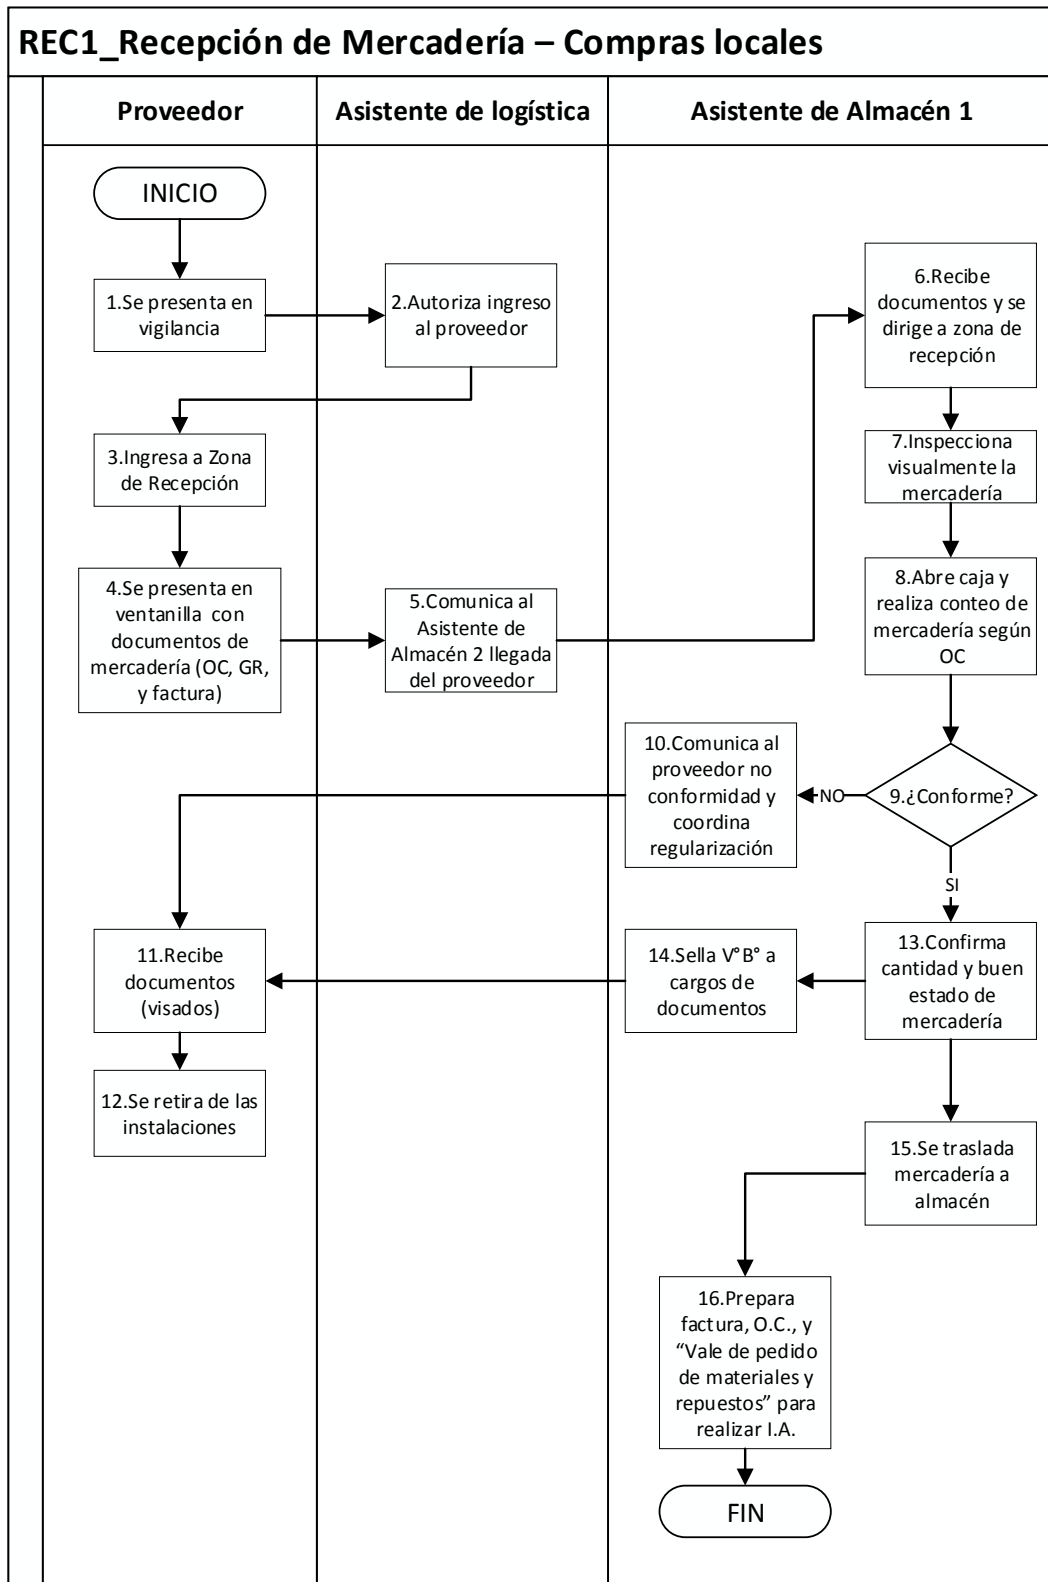 REC1_Recepción de Mercadería – Compras locales
Proveedor
Asistente de logística
Asistente de Almacén 1
INICIO
1.Se presenta en
vigilancia
2.Autoriza ingreso
al proveedor
3.Ingresa a Zona
de Recepción
4.Se presenta en
ventanilla con
documentos de
mercadería (OC, GR,
y factura)
5.Comunica al
Asistente de
Almacén 2 llegada
del proveedor
6.Recibe
documentos y se
dirige a zona de
recepción
7.Inspecciona
visualmente la
mercadería
8.Abre caja y
realiza conteo de
mercadería según
OC
9.¿Conforme?
NO
10.Comunica al
proveedor no
conformidad y
coordina
regularización
SI
11.Recibe
documentos
(visados)
12.Se retira de las
instalaciones
13.Confirma
cantidad y buen
estado de
mercadería
14.Sella V°B° a
cargos de
documentos
15.Se traslada
mercadería a
almacén
16.Prepara
factura, O.C., y
“Vale de pedido
de materiales y
repuestos” para
realizar I.A.
FIN